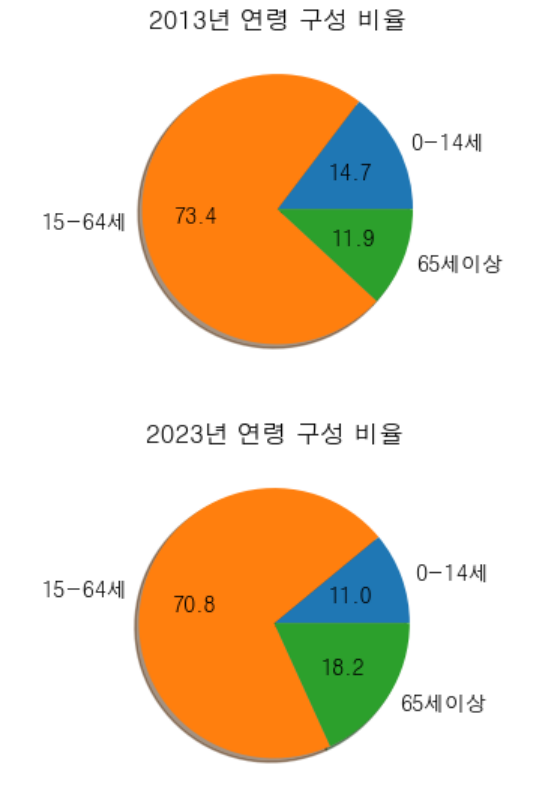 2013년 연령 구성 비율
0-14세
14.7
73.4
15-64세
11.9
65세이상
2023년 연령 구성 비율
0-14세
15-64세
11.0
70.8
18.2
65세이상